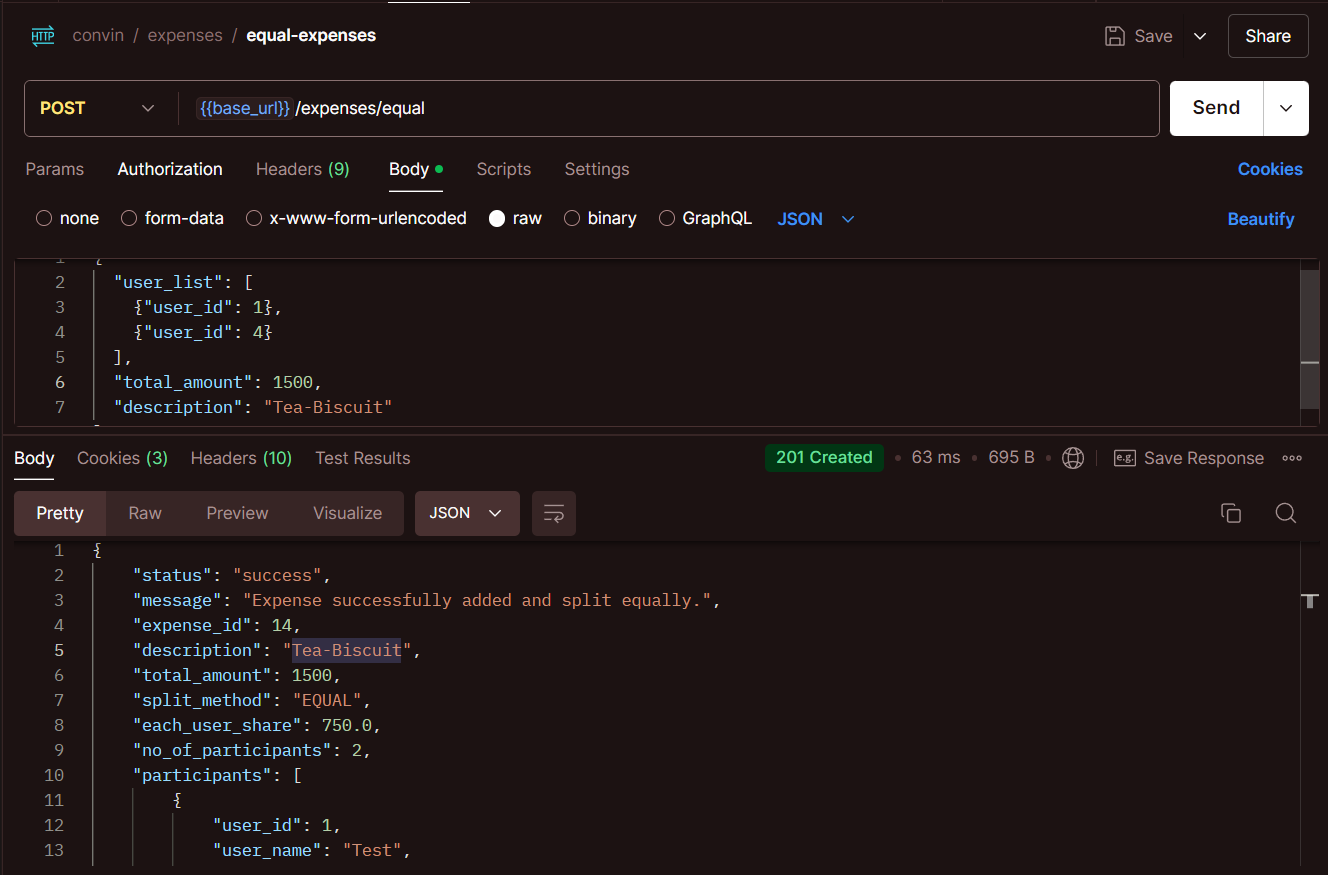 HTTP convin / expenses / equal-expenses Save Share
POST {{base_url}} /expenses/equal Send
Params Authorization Headers (9) Body Scripts Settings Cookies
none form-data x-www-form-urlencoded raw binary GraphQL JSON Beautify
1 {
2 "user_list": [
3 {"user_id": 1},
4 {"user_id": 4}
5 ],
6 "total_amount": 1500,
7 "description": "Tea-Biscuit"
Body Cookies (3) Headers (10) Test Results 201 Created • 63 ms • 695 B • e.g. Save Response
Pretty Raw Preview Visualize JSON
1 {
2 "status": "success",
3 "message": "Expense successfully added and split equally.",
4 "expense_id": 14,
5 "description": "Tea-Biscuit",
6 "total_amount": 1500,
7 "split_method": "EQUAL",
8 "each_user_share": 750.0,
9 "no_of_participants": 2,
10 "participants": [
11 {
12 "user_id": 1,
13 "user_name": "Test",